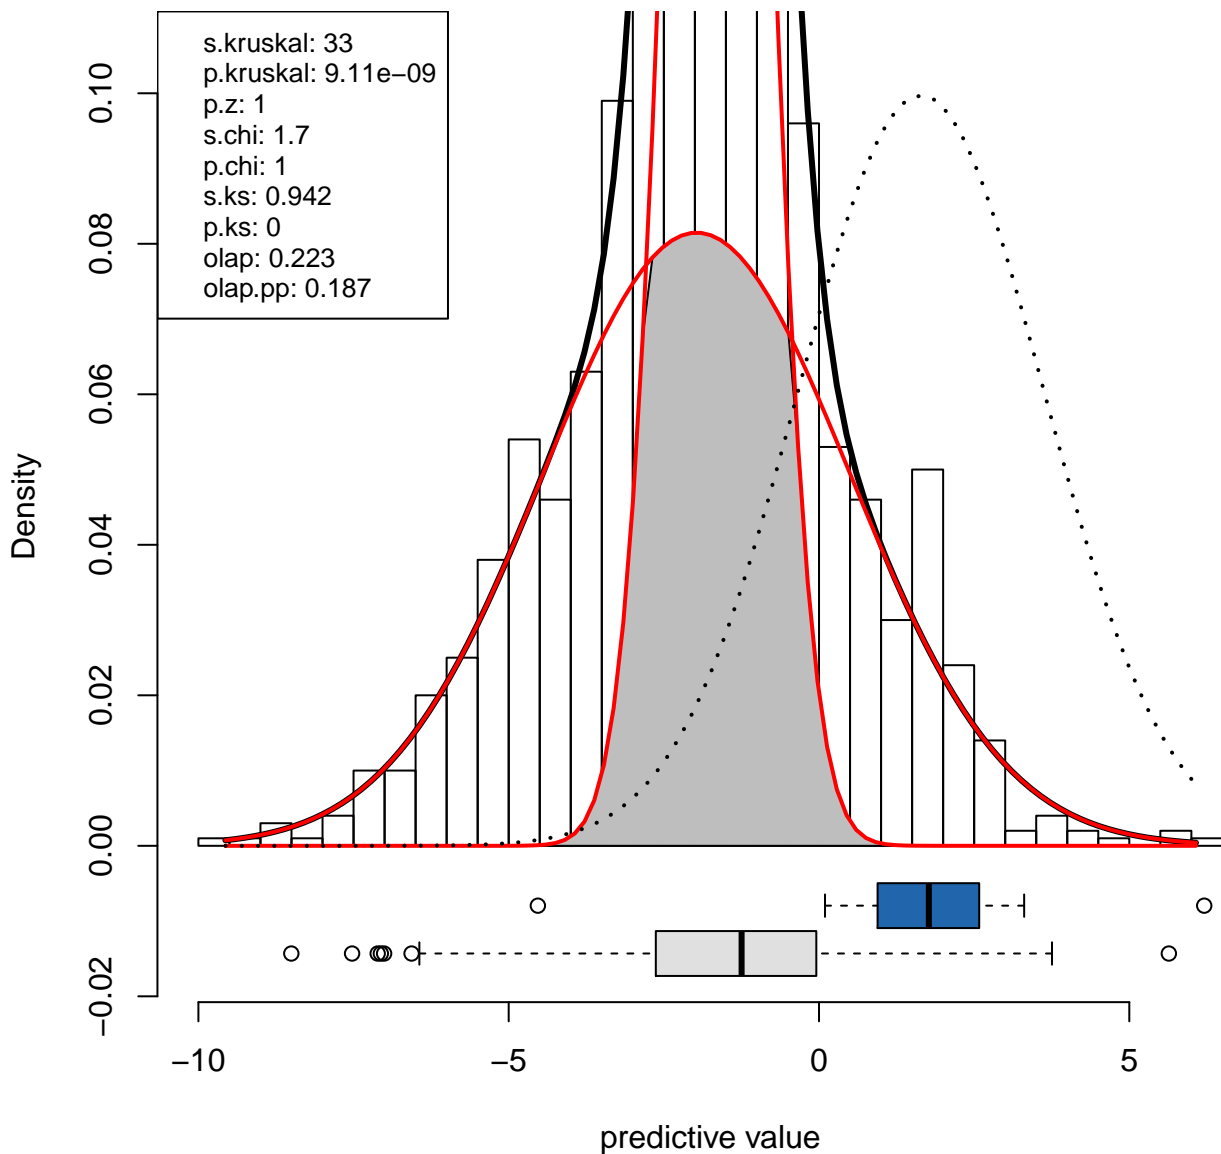 s.kruskal: 33
p.kruskal: 9.11e−09
p.z: 1
s.chi: 1.7
p.chi: 1
s.ks: 0.942
p.ks: 0
olap: 0.223
olap.pp: 0.187
0.10
0.08
0.06
0.04
0.02
0.00
−0.02
Density
−10 −5 0 5
predictive value